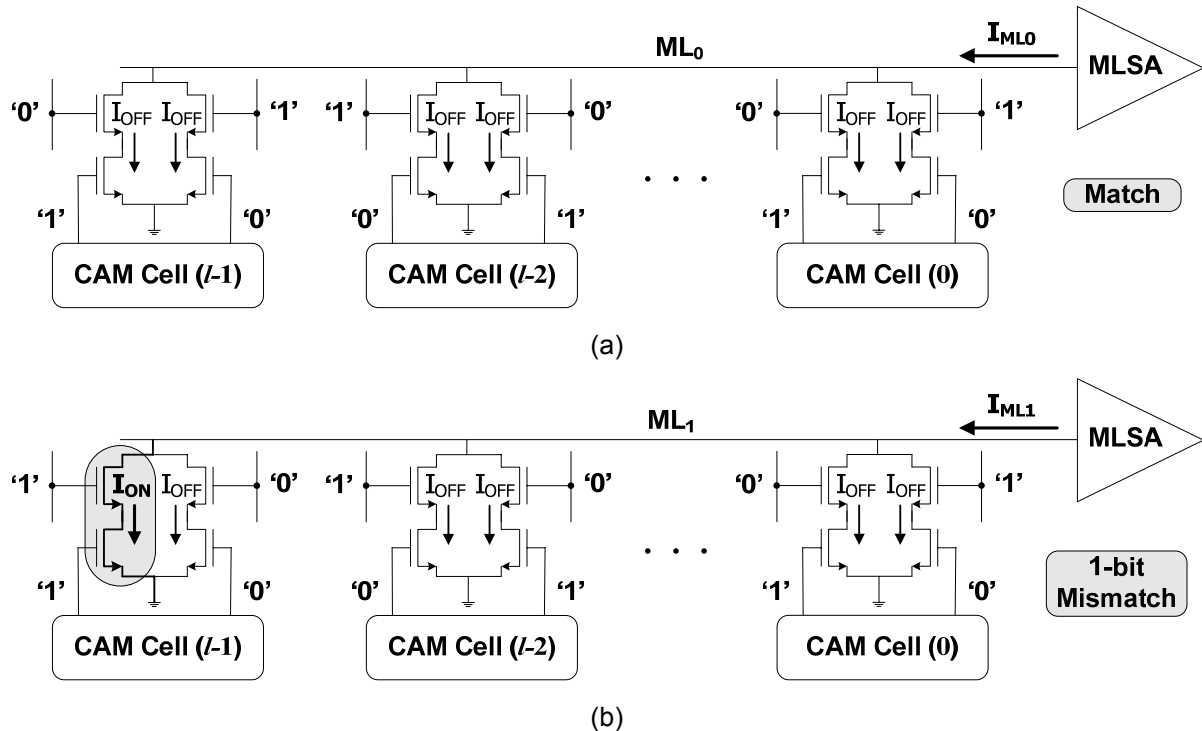 ML₀
I_ML0
MLSA
'0' I_OFF I_OFF '1'
'1' I_OFF I_OFF '0'
'0' I_OFF I_OFF '1'
. . .
Match
'1' '0'
'0' '1'
'1' '0'
CAM Cell (l-1)
CAM Cell (l-2)
CAM Cell (0)
(a)
ML₁
I_ML1
MLSA
'1' I_ON I_OFF '0'
'1' I_OFF I_OFF '0'
'0' I_OFF I_OFF '1'
. . .
1-bit
Mismatch
'1' '0'
'0' '1'
'1' '0'
CAM Cell (l-1)
CAM Cell (l-2)
CAM Cell (0)
(b)